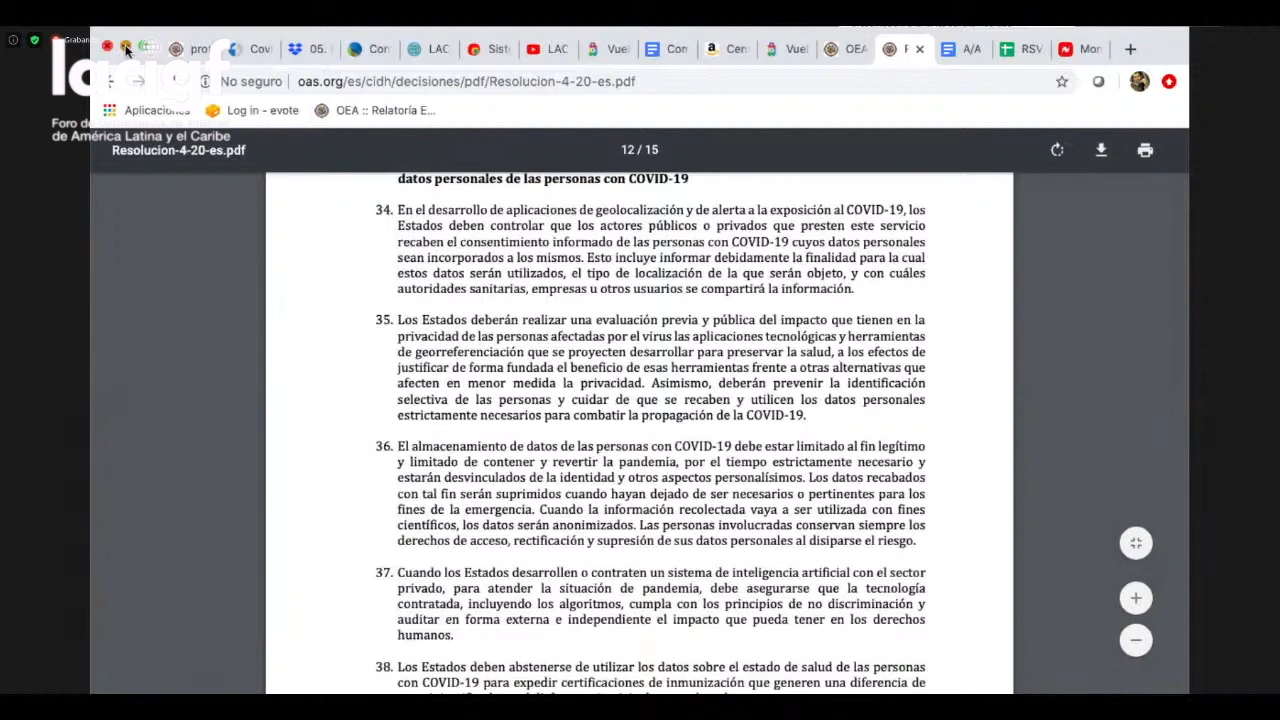 Graban
prot
Cov
05.
Con
LAC
Sist
LAC
Vuel
Con
Cen
Vuel
OEA
R
A/A
RSV
Mon
lacigf
No seguro
oas.org/es/cidh/decisiones/pdf/Resolucion-4-20-es.pdf
Aplicaciones
Log in - evote
OEA :: Relatoría E...
Foro de
de América Latina y el Caribe
Resolucion-4-20-es.pdf
12 / 15
datos personales de las personas con COVID-19
34. En el desarrollo de aplicaciones de geolocalización y de alerta a la exposición al COVID-19, los
Estados deben controlar que los actores públicos o privados que presten este servicio
recaben el consentimiento informado de las personas con COVID-19 cuyos datos personales
sean incorporados a los mismos. Esto incluye informar debidamente la finalidad para la cual
estos datos serán utilizados, el tipo de localización de la que serán objeto, y con cuáles
autoridades sanitarias, empresas u otros usuarios se compartirá la información.
35. Los Estados deberán realizar una evaluación previa y pública del impacto que tienen en la
privacidad de las personas afectadas por el virus las aplicaciones tecnológicas y herramientas
de georreferenciación que se proyecten desarrollar para preservar la salud, a los efectos de
justificar de forma fundada el beneficio de esas herramientas frente a otras alternativas que
afecten en menor medida la privacidad. Asimismo, deberán prevenir la identificación
selectiva de las personas y cuidar de que se recaben y utilicen los datos personales
estrictamente necesarios para combatir la propagación de la COVID-19.
36. El almacenamiento de datos de las personas con COVID-19 debe estar limitado al fin legítimo
y limitado de contener y revertir la pandemia, por el tiempo estrictamente necesario y
estarán desvinculados de la identidad y otros aspectos personalísimos. Los datos recabados
con tal fin serán suprimidos cuando hayan dejado de ser necesarios o pertinentes para los
fines de la emergencia. Cuando la información recolectada vaya a ser utilizada con fines
científicos, los datos serán anonimizados. Las personas involucradas conservan siempre los
derechos de acceso, rectificación y supresión de sus datos personales al disiparse el riesgo.
37. Cuando los Estados desarrollen o contraten un sistema de inteligencia artificial con el sector
privado, para atender la situación de pandemia, debe asegurarse que la tecnología
contratada, incluyendo los algoritmos, cumpla con los principios de no discriminación y
auditar en forma externa e independiente el impacto que pueda tener en los derechos
humanos.
38. Los Estados deben abstenerse de utilizar los datos sobre el estado de salud de las personas
con COVID-19 para expedir certificaciones de inmunización que generen una diferencia de